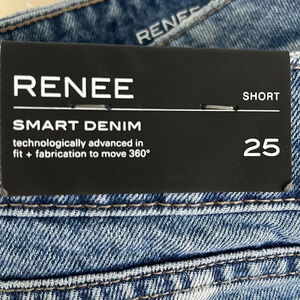 RENEE
RENEE
SHORT
SMART DENIM
technologically advanced in
fit + fabrication to move 360°
25